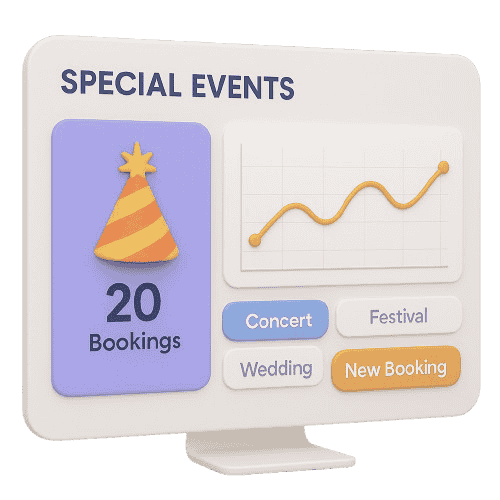 SPECIAL EVENTS
20
Bookings
Concert
Festival
Wedding
New Booking